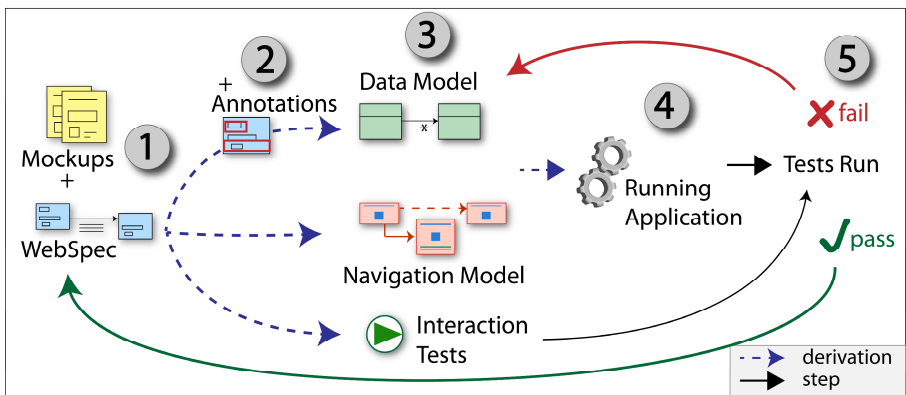 1
Mockups
+
WebSpec
2
+
Annotations
3
Data Model
x
Navigation Model
Interaction
Tests
4
Running
Application
5
fail
Tests Run
pass
derivation
step